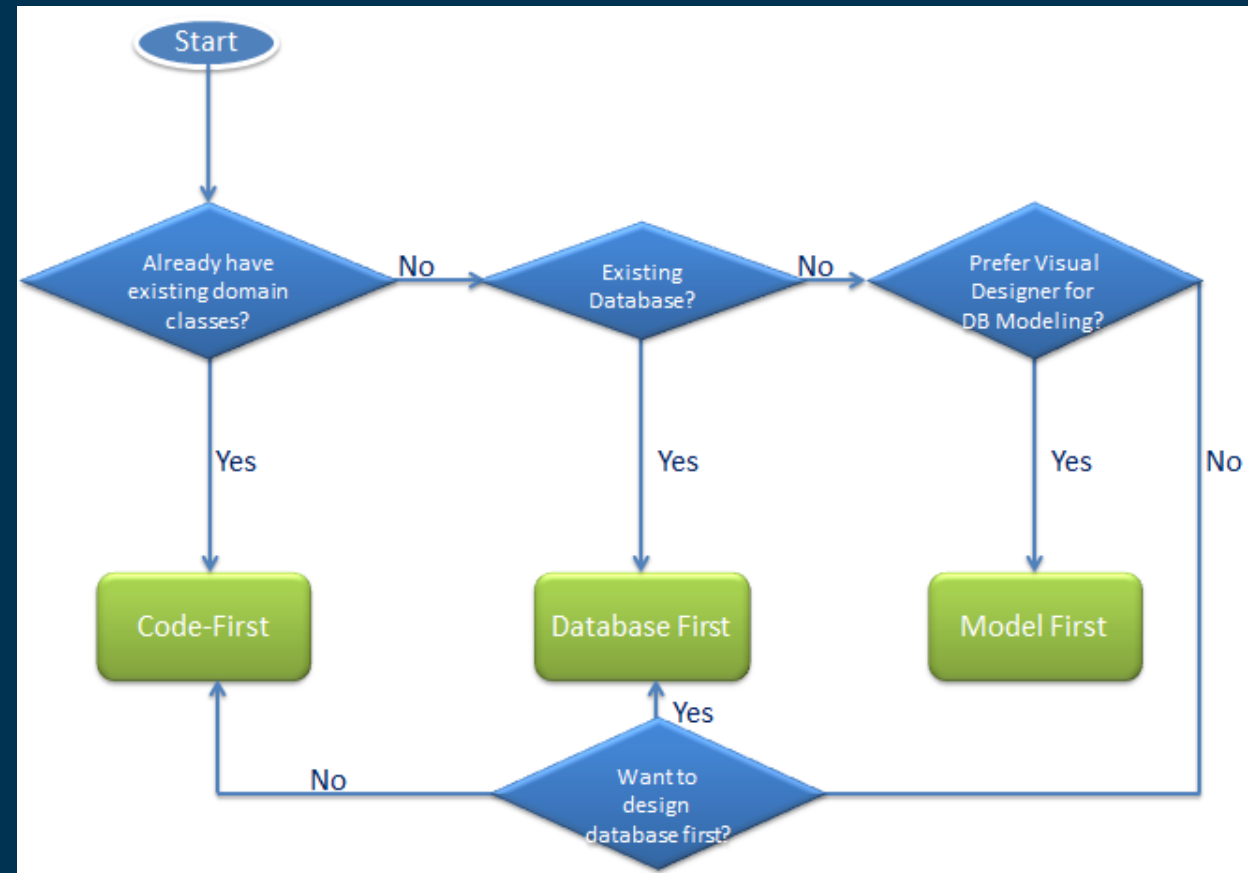 Start
Already have
existing domain
classes?
No
Existing
Database?
No
Prefer Visual
Designer for
DB Modeling?
Yes
Yes
Yes
No
Code-First
Database First
Model First
Yes
No
Want to
design
database first?